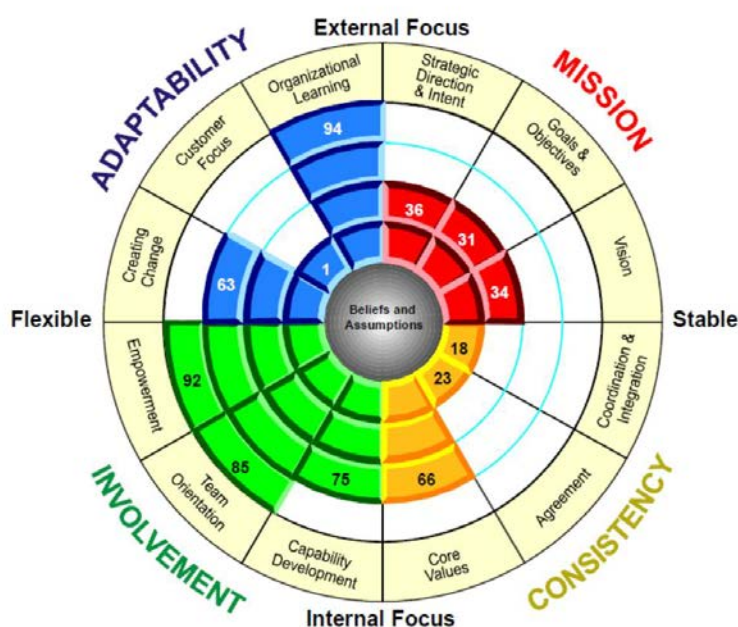 External Focus
ADAPTABILITY
MISSION
Organizational
Learning
Strategic
Direction
& Intent
Customer
Focus
Goals &
Objectives
Creating
Change
Vision
94
36
31
63
1
34
Flexible
Beliefs and
Assumptions
Stable
18
23
92
85
75
66
Empowerment
Coordination &
Integration
Team
Orientation
Agreement
Capability
Development
Core
Values
INVOLVEMENT
CONSISTENCY
Internal Focus